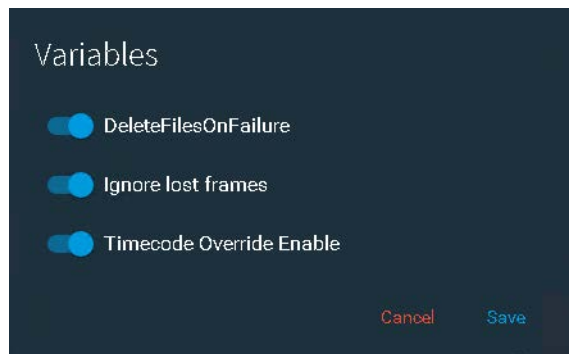 Variables
DeleteFilesOnFailure
Ignore lost frames
Timecode Override Enable
Cancel Save